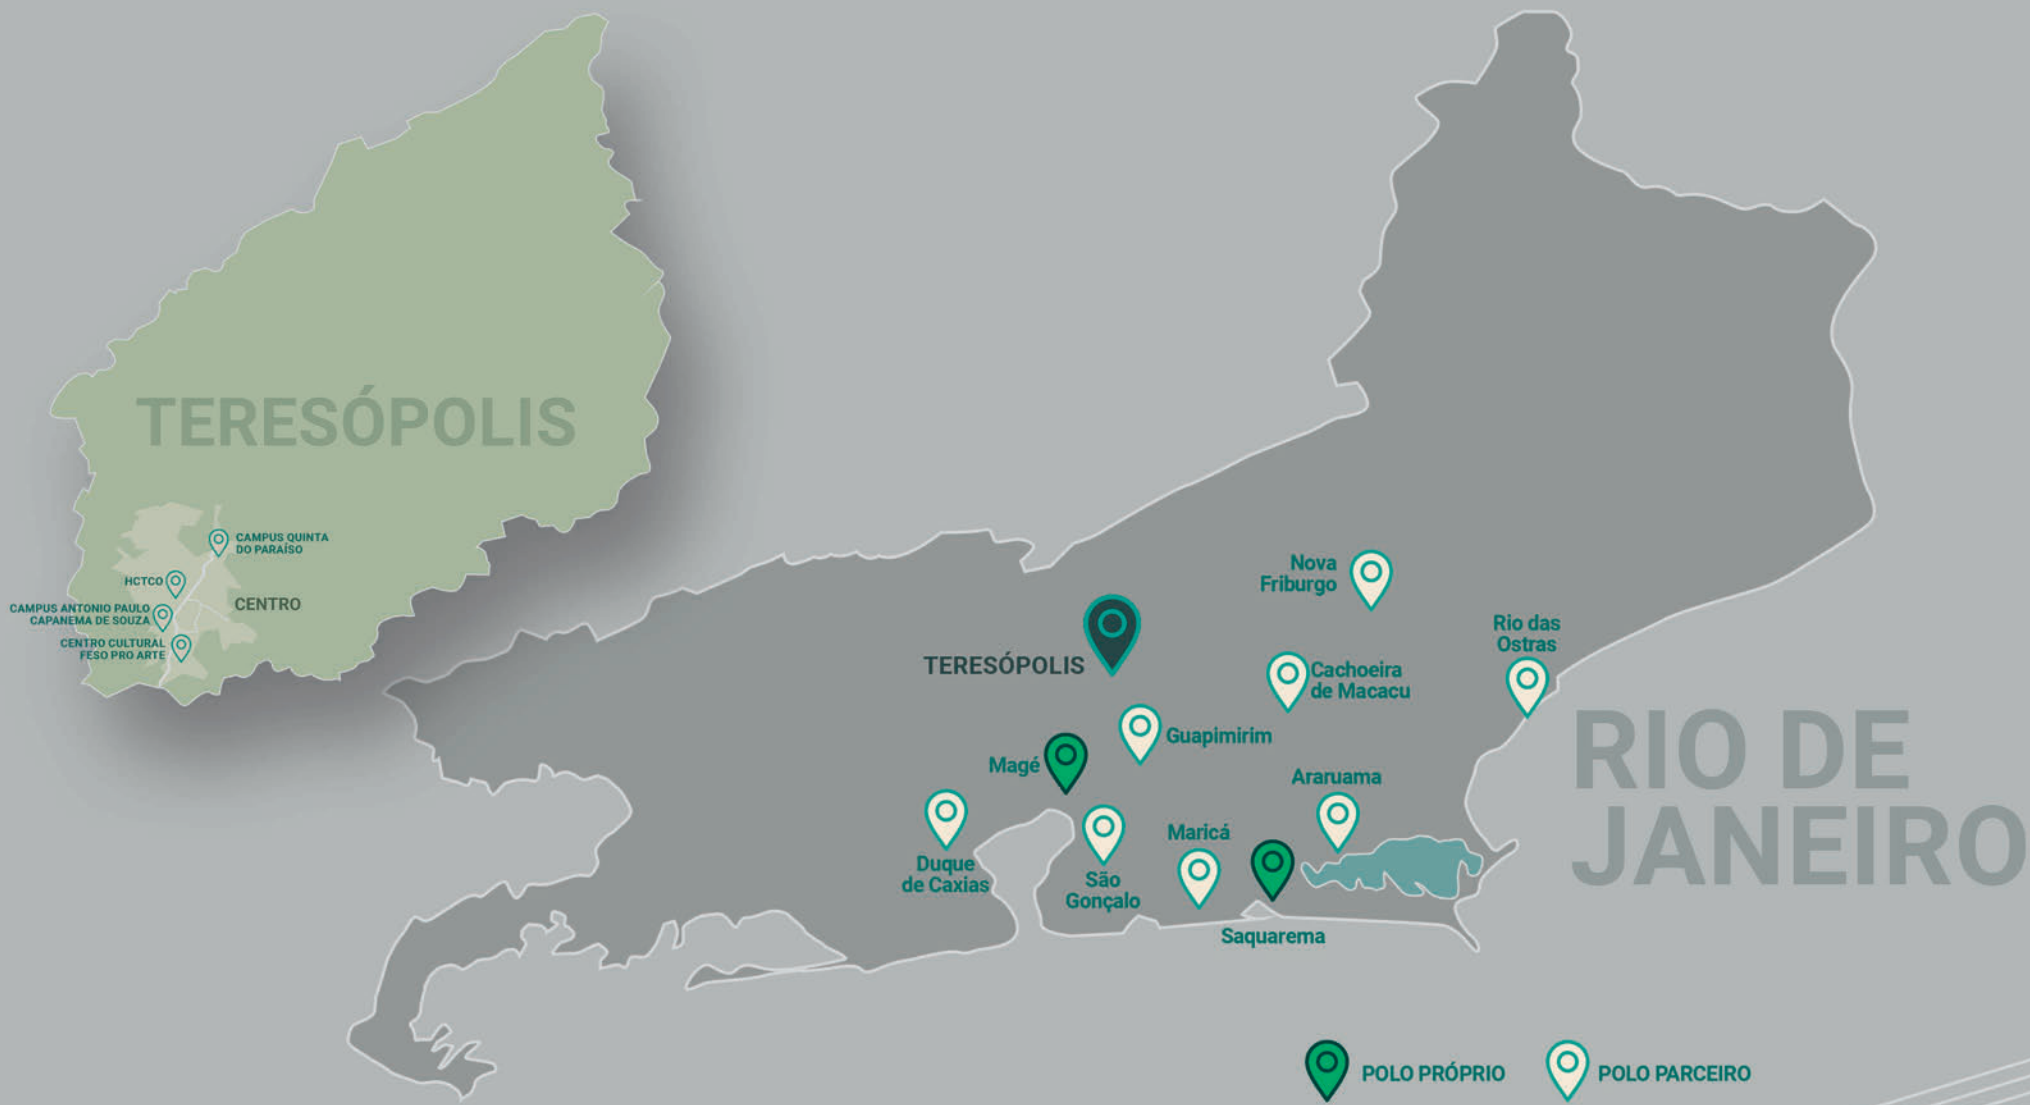 TERESÓPOLIS
CAMPUS QUINTA
DO PARAÍSO
HCTCO
CENTRO
CAMPUS ANTONIO PAULO
CAPANEMA DE SOUZA
CENTRO CULTURAL
FESO PRO ARTE
Nova
Friburgo
Rio das
Ostras
TERESÓPOLIS
Cachoeira
de Macacu
Guapimirim
Magé
Araruama
Maricá
Duque
de Caxias
São
Gonçalo
Saquarema
RIO DE
JANEIRO
POLO PRÓPRIO
POLO PARCEIRO